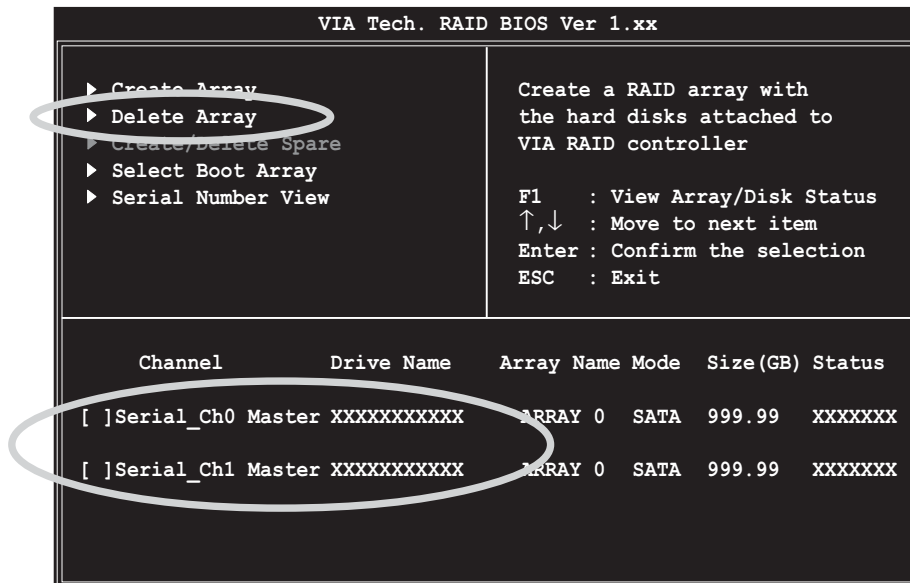 VIA Tech. RAID BIOS Ver 1.xx
Create Array
Delete Array
Create/Delete Spare
Select Boot Array
Serial Number View
Create a RAID array with
the hard disks attached to
VIA RAID controller
F1 : View Array/Disk Status
↑,↓ : Move to next item
Enter : Confirm the selection
ESC : Exit
Channel Drive Name Array Name Mode Size(GB) Status
[ ]Serial_Ch0 Master XXXXXXXXXXX ARRAY 0 SATA 999.99 XXXXXXX
[ ]Serial_Ch1 Master XXXXXXXXXXX ARRAY 0 SATA 999.99 XXXXXXX